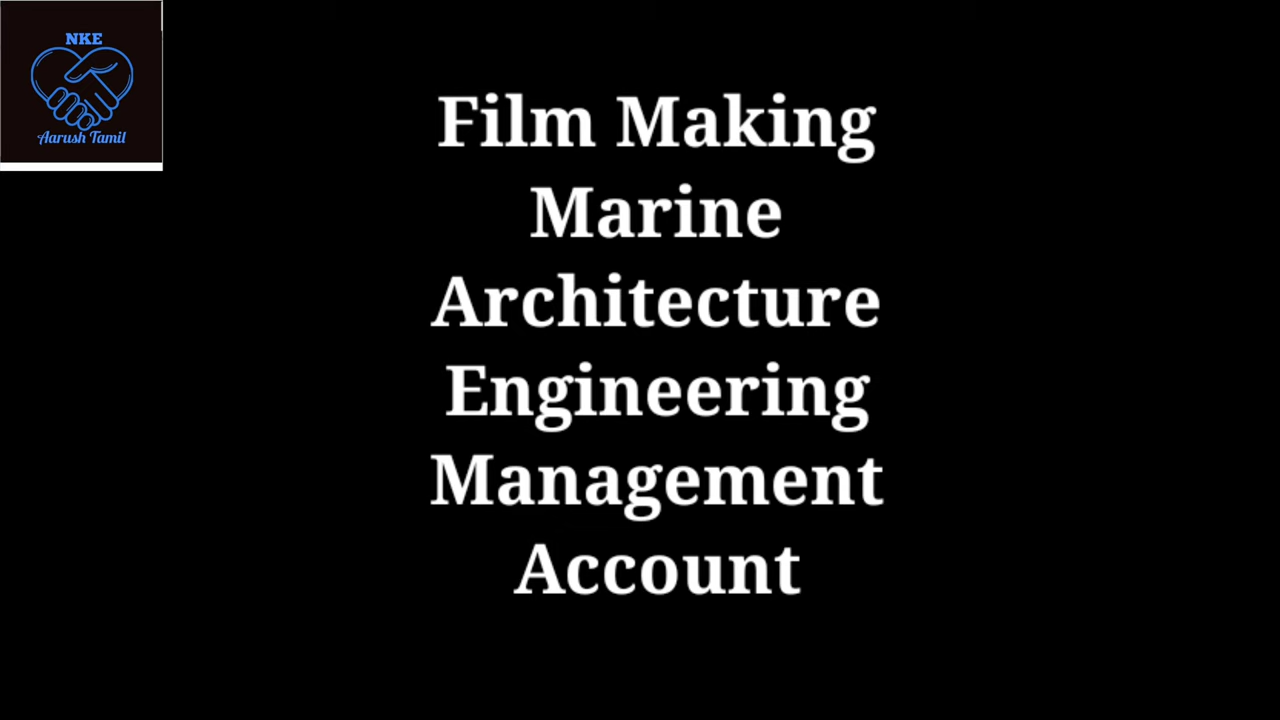 NKE
Aarush Tamil
Film Making
Marine
Architecture
Engineering
Management
Account